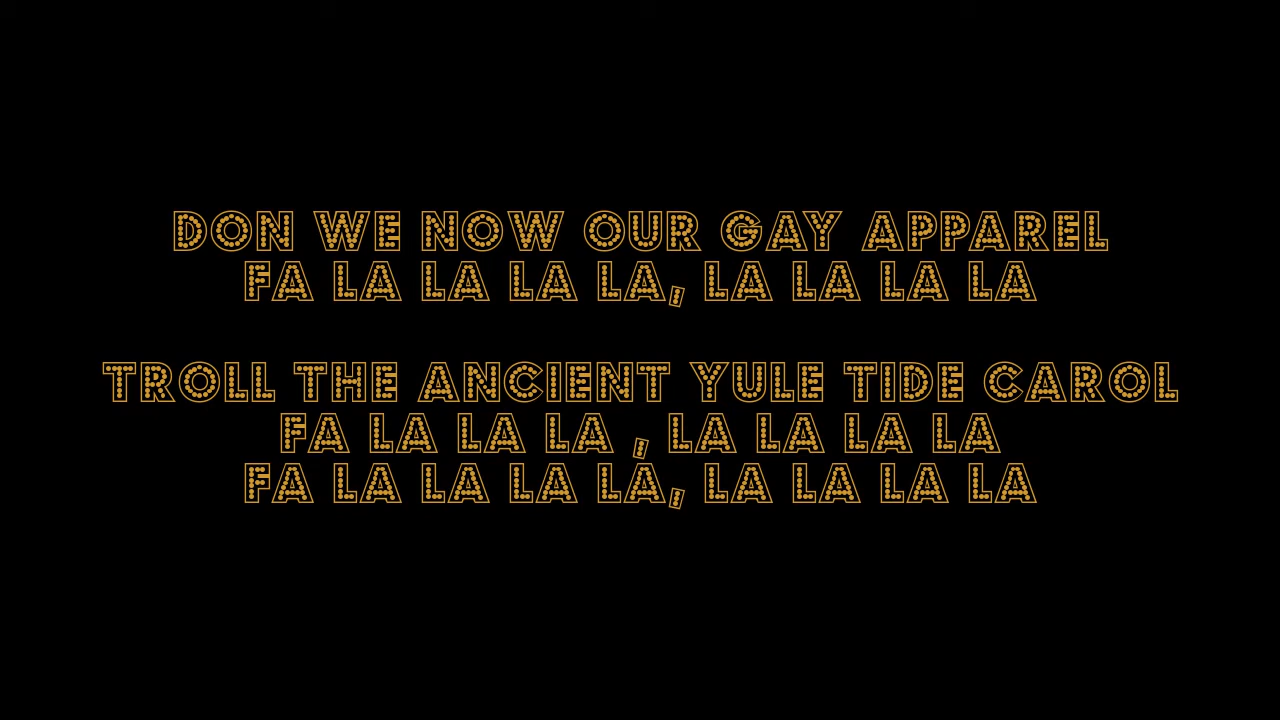 DON WE NOW OUR GAY APPAREL
FA LA LA LA LA, LA LA LA LA
TROLL THE ANCIENT YULE TIDE CAROL
FA LA LA LA , LA LA LA LA
FA LA LA LA LA, LA LA LA LA